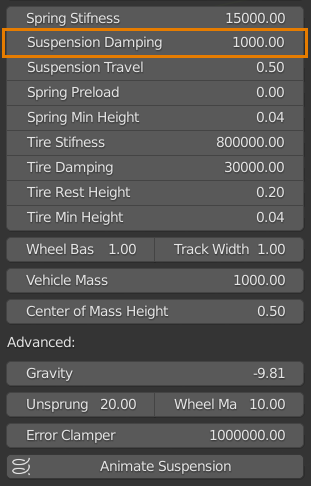 Spring Stifness 15000.00
Suspension Damping 1000.00
Suspension Travel 0.50
Spring Preload 0.00
Spring Min Height 0.04
Tire Stifness 800000.00
Tire Damping 30000.00
Tire Rest Height 0.20
Tire Min Height 0.04
Wheel Bas 1.00 Track Width 1.00
Vehicle Mass 1000.00
Center of Mass Height 0.50
Advanced:
Gravity -9.81
Unsprung 20.00 Wheel Ma 10.00
Error Clamper 1000000.00
Animate Suspension